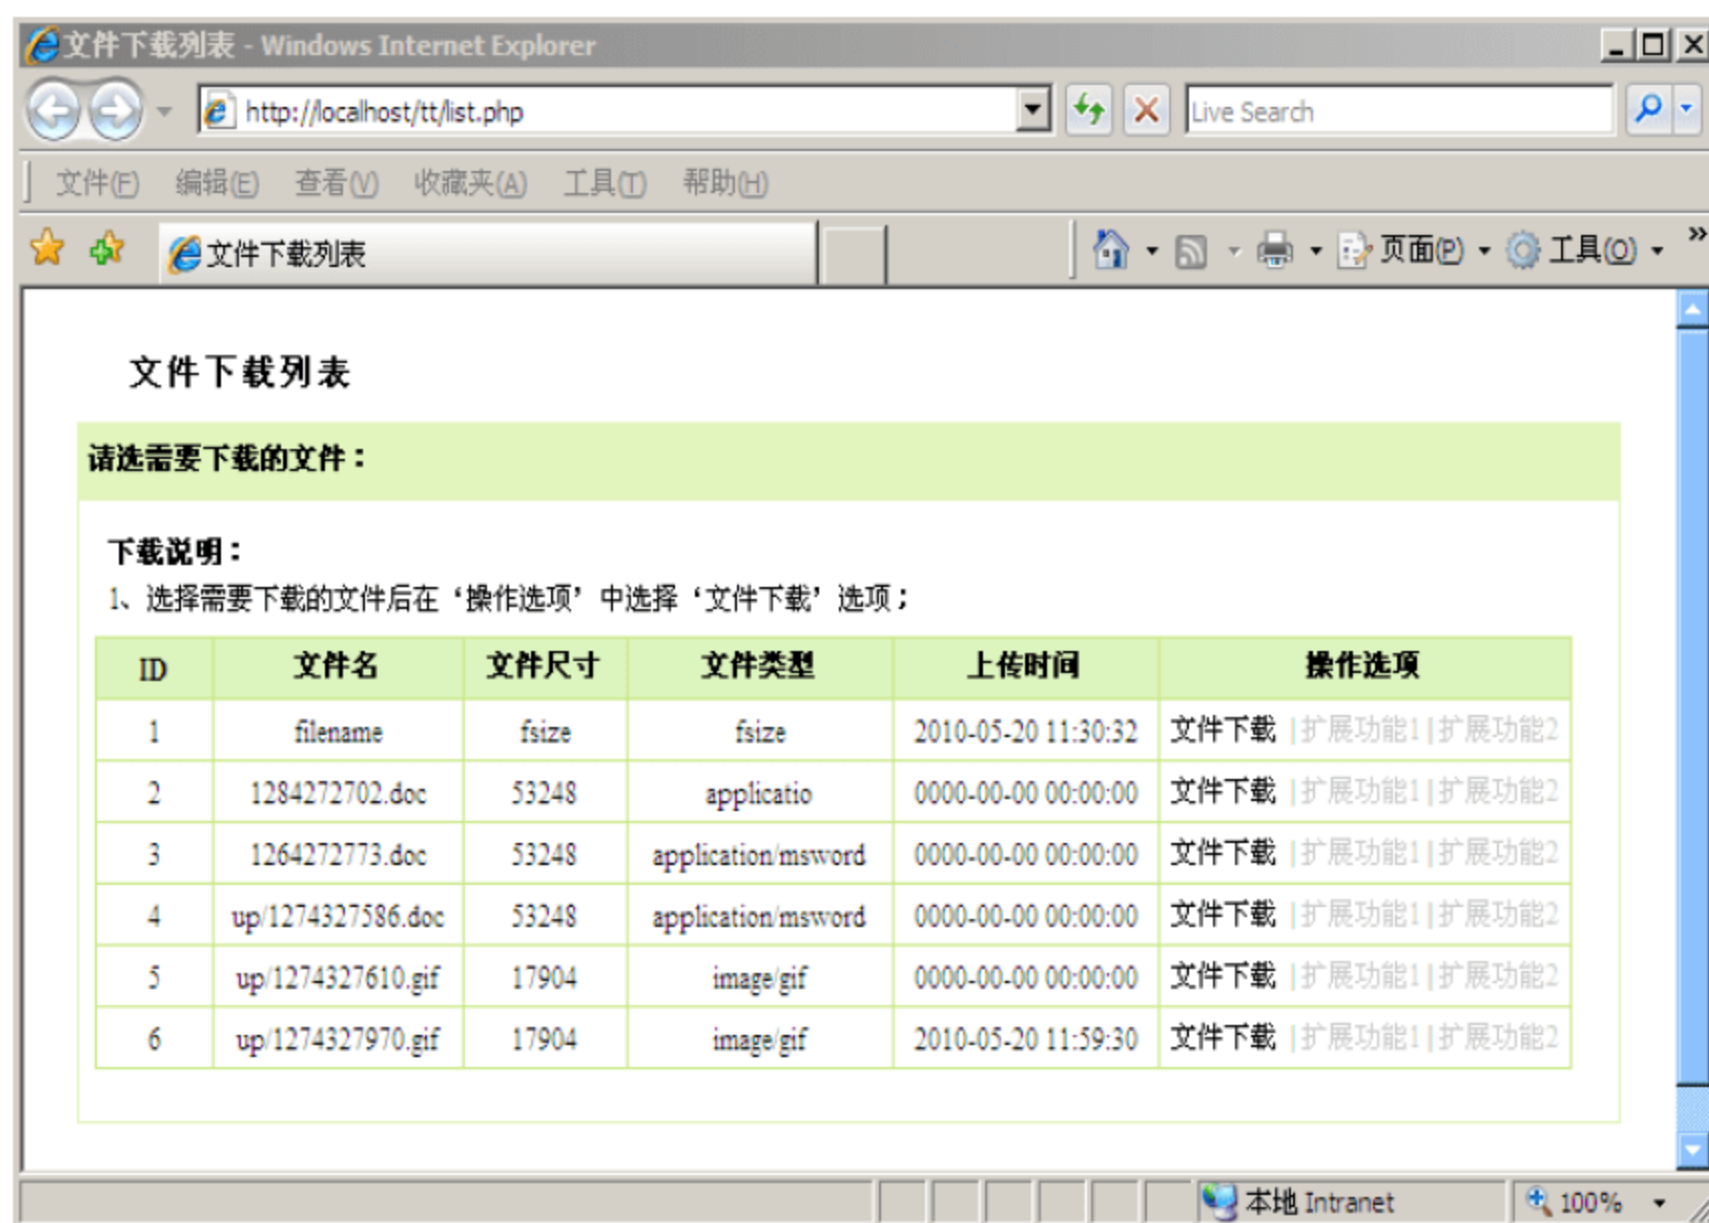 文件下载列表 - Windows Internet Explorer
http://localhost/tt/list.php Live Search
文件(F) 编辑(E) 查看(V) 收藏夹(A) 工具(T) 帮助(H)
文件下载列表 页面(P) 工具(O) »
文件下载列表
请选需要下载的文件：
下载说明：
1、选择需要下载的文件后在‘操作选项’中选择‘文件下载’选项；
ID 文件名 文件尺寸 文件类型 上传时间 操作选项
1 filename fsize fsize 2010-05-20 11:30:32 文件下载 |扩展功能1|扩展功能2
2 1284272702.doc 53248 applicatio 0000-00-00 00:00:00 文件下载 |扩展功能1|扩展功能2
3 1264272773.doc 53248 application/msword 0000-00-00 00:00:00 文件下载 |扩展功能1|扩展功能2
4 up/1274327586.doc 53248 application/msword 0000-00-00 00:00:00 文件下载 |扩展功能1|扩展功能2
5 up/1274327610.gif 17904 image/gif 0000-00-00 00:00:00 文件下载 |扩展功能1|扩展功能2
6 up/1274327970.gif 17904 image/gif 2010-05-20 11:59:30 文件下载 |扩展功能1|扩展功能2
本地 Intranet 100%